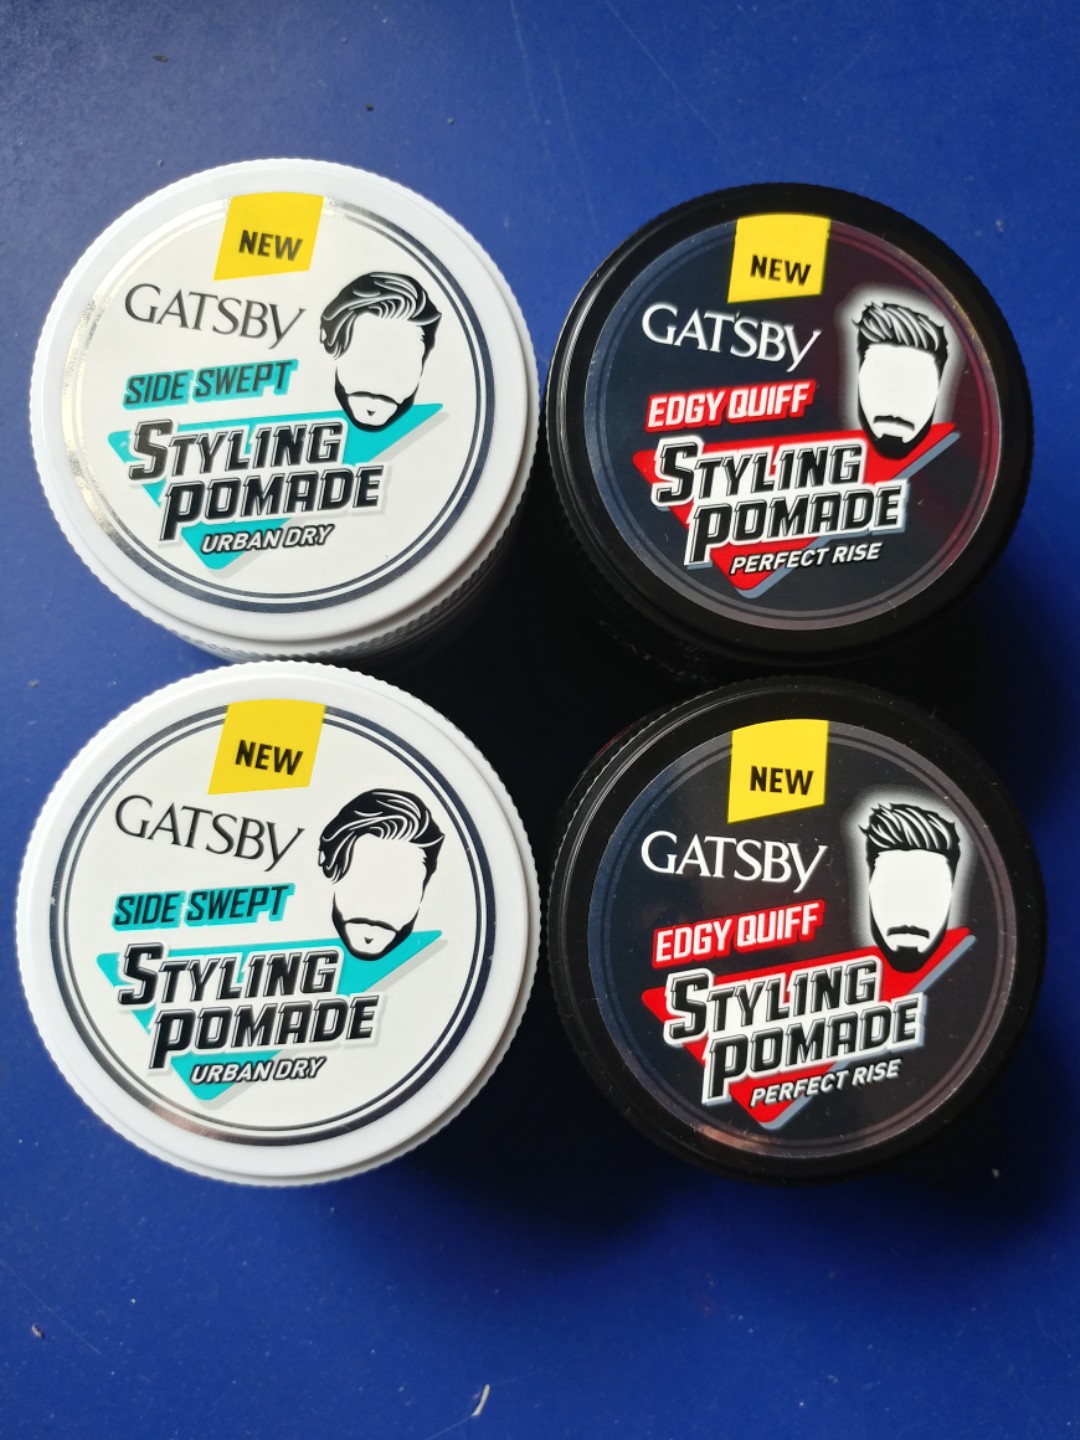 NEW
GATSBY
SIDE SWEPT
STYLING
POMADE
URBAN DRY
NEW
GATSBY
EDGY QUIFF
STYLING
POMADE
PERFECT RISE
NEW
GATSBY
SIDE SWEPT
STYLING
POMADE
URBAN DRY
NEW
GATSBY
EDGY QUIFF
STYLING
POMADE
PERFECT RISE